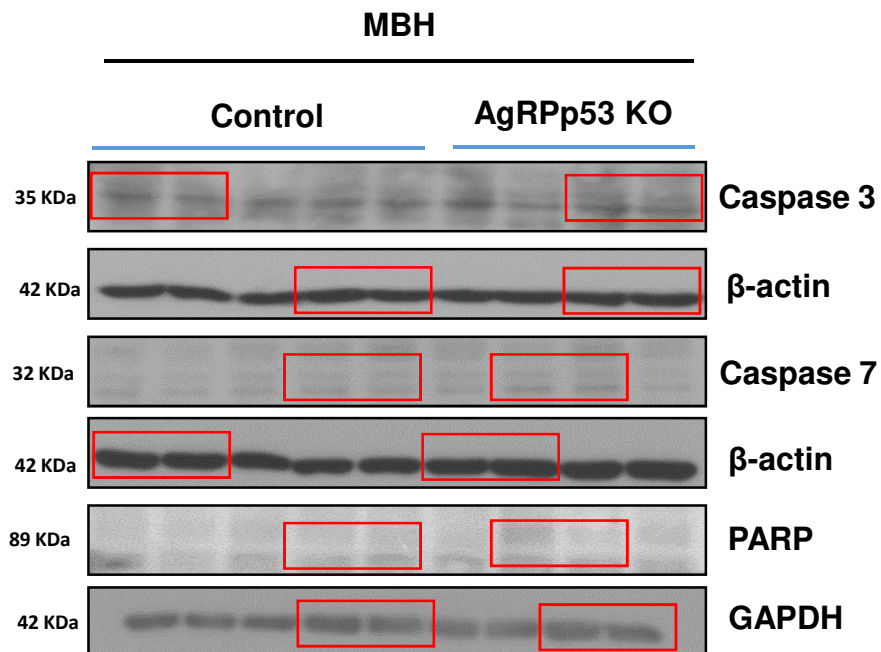 MBH
Control
AgRPp53 KO
35 KDa
Caspase 3
42 KDa
β-actin
32 KDa
Caspase 7
42 KDa
β-actin
89 KDa
PARP
42 KDa
GAPDH